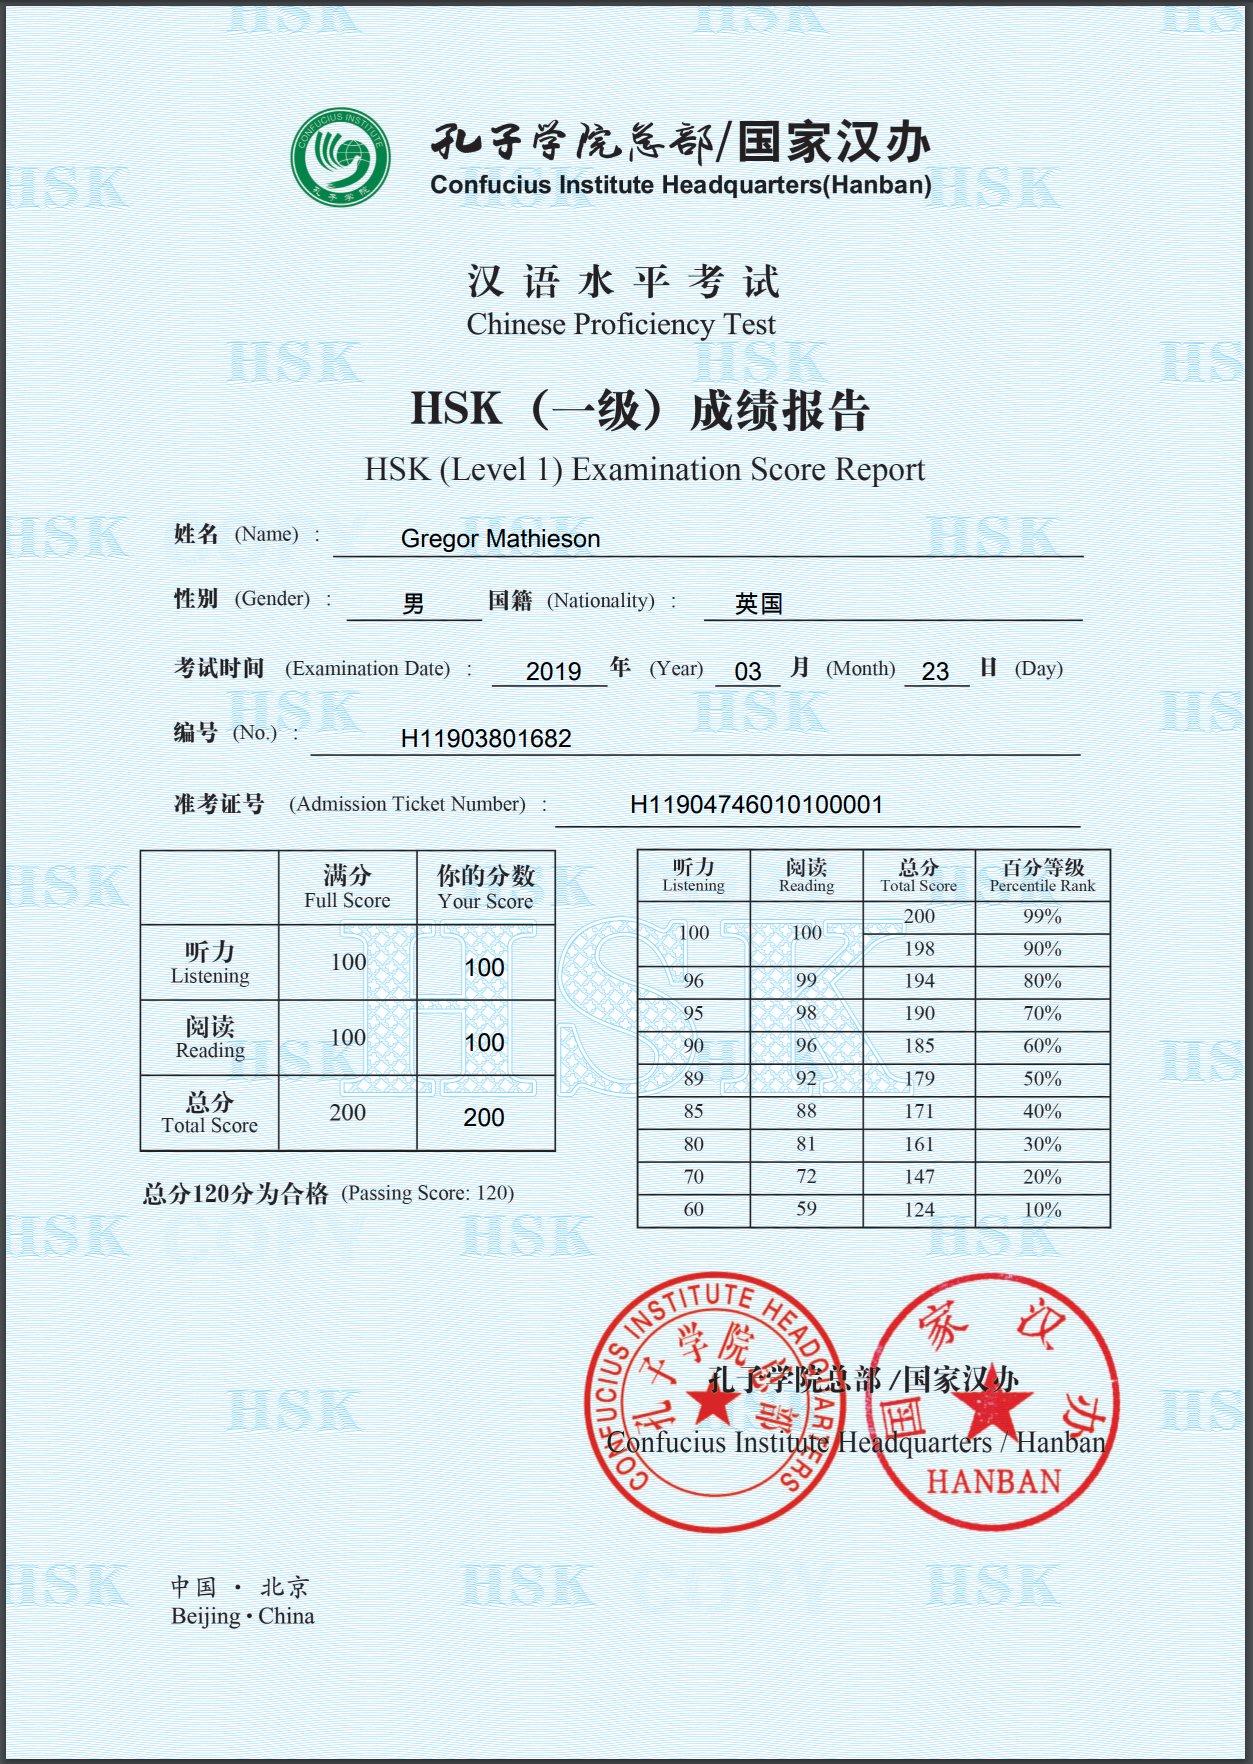 CONFUCIUS INSTITUTE
孔子学院
孔子学院总部/国家汉办
Confucius Institute Headquarters(Hanban)
汉语水平考试
Chinese Proficiency Test
HSK（一级）成绩报告
HSK (Level 1) Examination Score Report
姓名 (Name) : Gregor Mathieson
性别 (Gender) : 男 国籍 (Nationality) : 英国
考试时间 (Examination Date) : 2019 年 (Year) 03 月 (Month) 23 日 (Day)
编号 (No.) : H11903801682
准考证号 (Admission Ticket Number) : H11904746010100001
满分 你的分数
Full Score Your Score
听力 100 100
Listening
阅读 100 100
Reading
总分 200 200
Total Score
总分120分为合格 (Passing Score: 120)
听力 阅读 总分 百分等级
Listening Reading Total Score Percentile Rank
100 100 200 99%
198 90%
96 99 194 80%
95 98 190 70%
90 96 185 60%
89 92 179 50%
85 88 171 40%
80 81 161 30%
70 72 147 20%
60 59 124 10%
CONFUCIUS INSTITUTE HEADQUARTERS
孔子学院总部
国家汉办
HANBAN
孔子学院总部 /国家汉办
Confucius Institute Headquarters / Hanban
中国 · 北京
Beijing • China
HSK